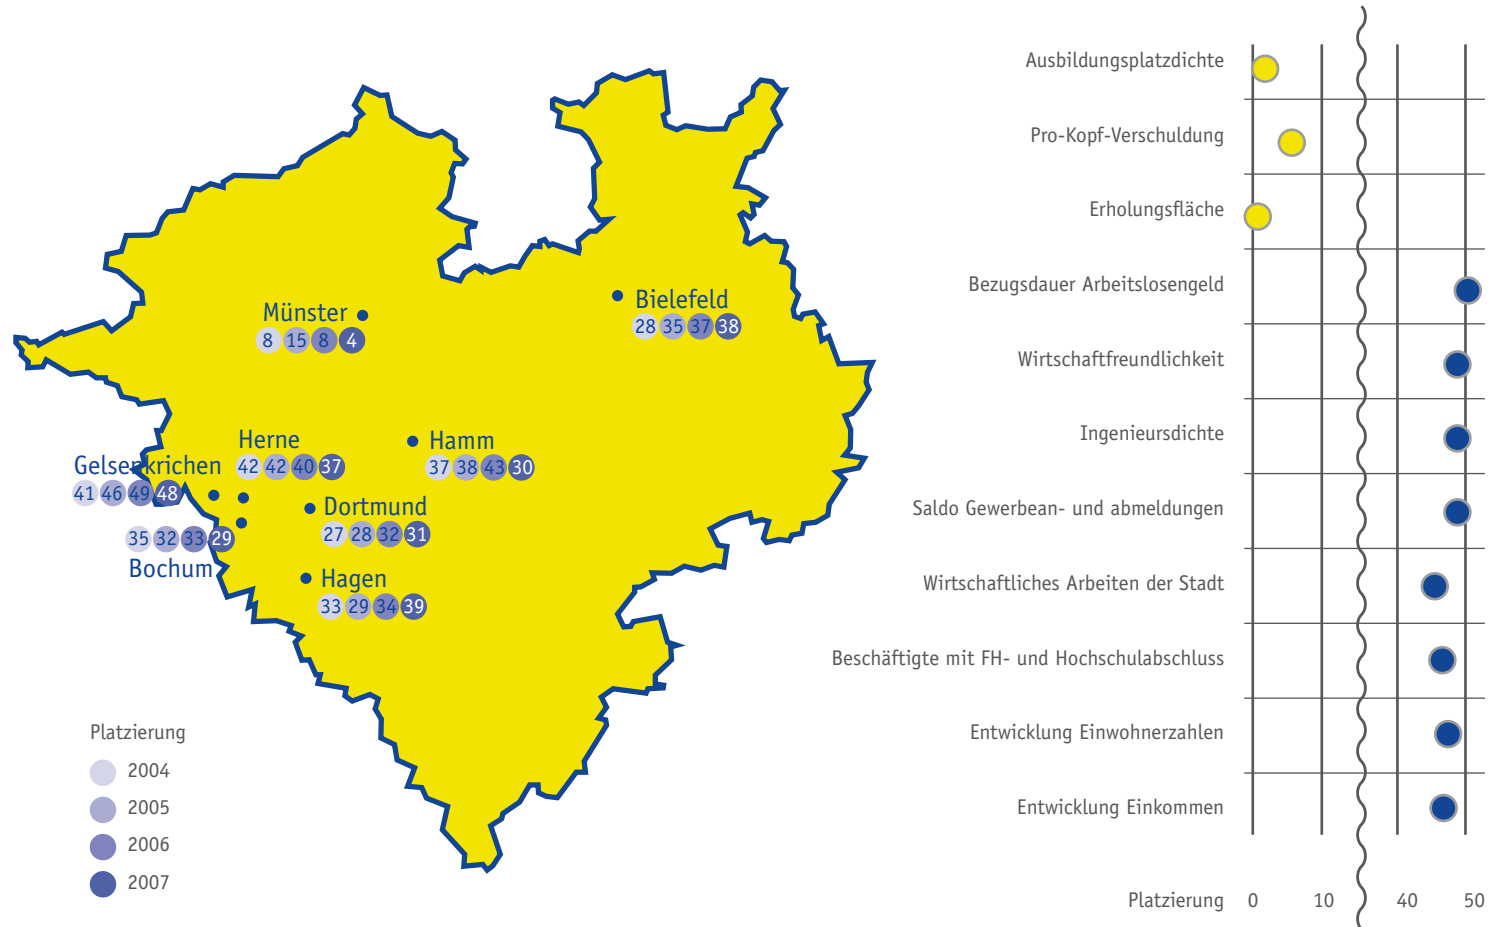 Münster
8 15 8 4
Bielefeld
28 35 37 38
Herne
42 42 40 37
Hamm
37 38 43 30
Gelsenkrichen
41 46 49 48
Dortmund
27 28 32 31
35 32 33 29
Bochum
Hagen
33 29 34 39
Platzierung
2004
2005
2006
2007
Ausbildungsplatzdichte
Pro-Kopf-Verschuldung
Erholungsfläche
Bezugsdauer Arbeitslosengeld
Wirtschaftfreundlichkeit
Ingenieursdichte
Saldo Gewerbean- und abmeldungen
Wirtschaftliches Arbeiten der Stadt
Beschäftigte mit FH- und Hochschulabschluss
Entwicklung Einwohnerzahlen
Entwicklung Einkommen
Platzierung 0 10 40 50